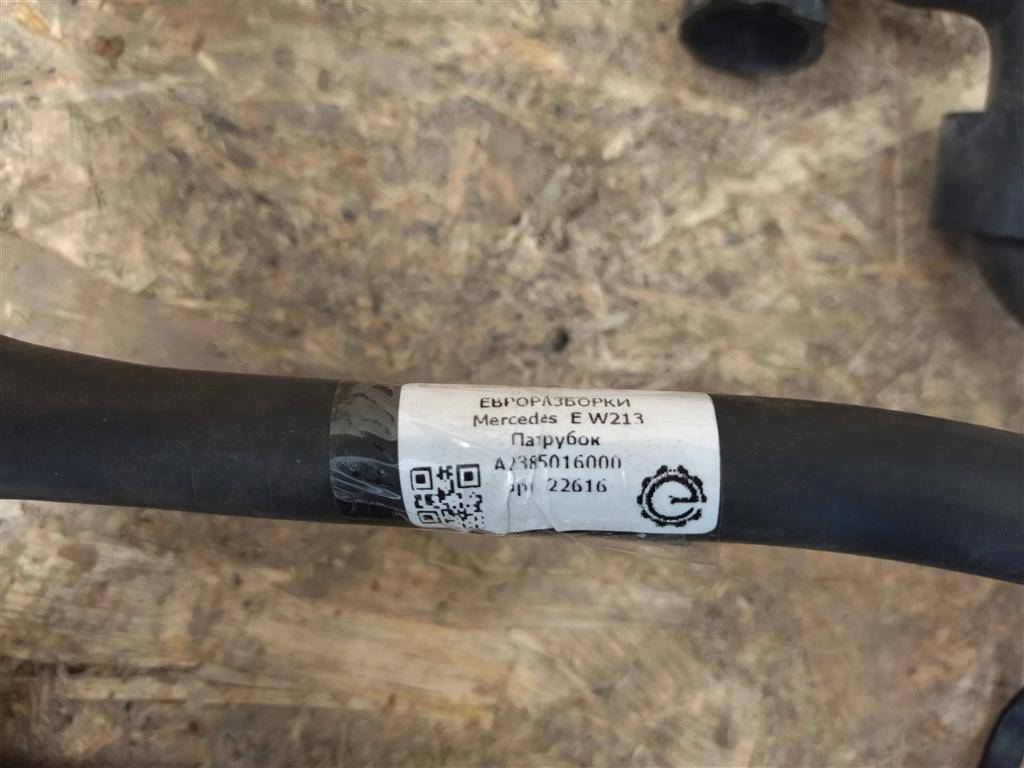 ЕВРОРАЗБОРКИ
Mercedes E W213
Патрубок
A2385016000
22616